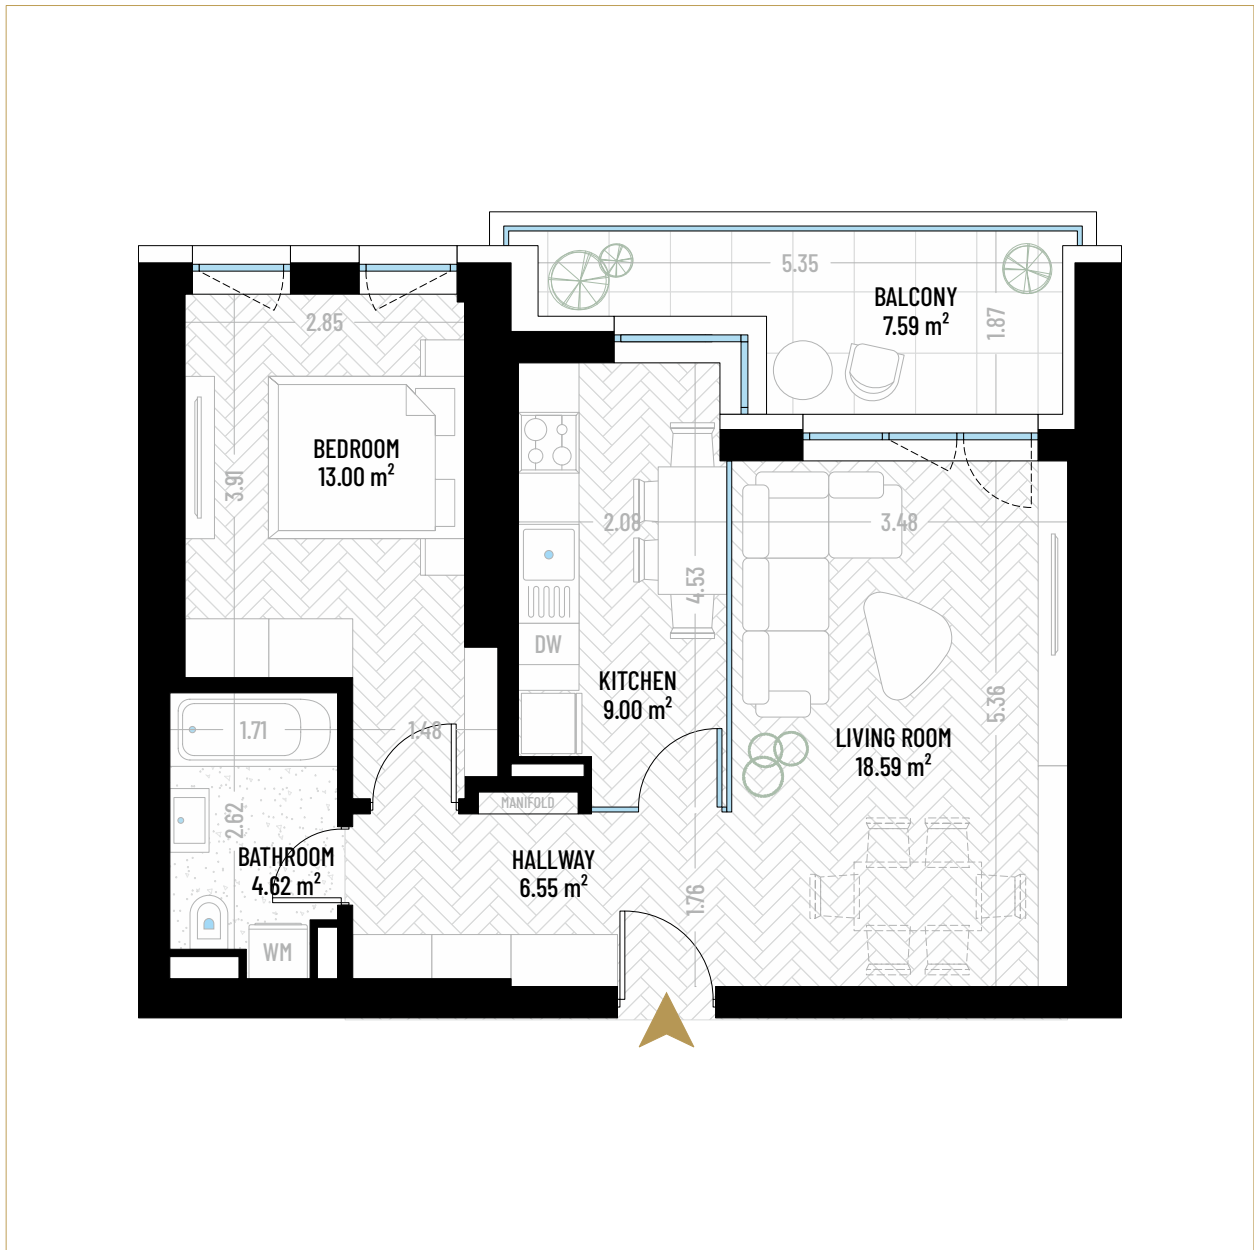 5.35
BALCONY
7.59 m²
1.87
2.85
BEDROOM
13.00 m²
3.91
2.08
3.48
4.53
DW
KITCHEN
9.00 m²
5.36
LIVING ROOM
18.59 m²
1.71
1.48
MANIFOLD
2.62
BATHROOM
4.62 m²
HALLWAY
6.55 m²
1.76
WM